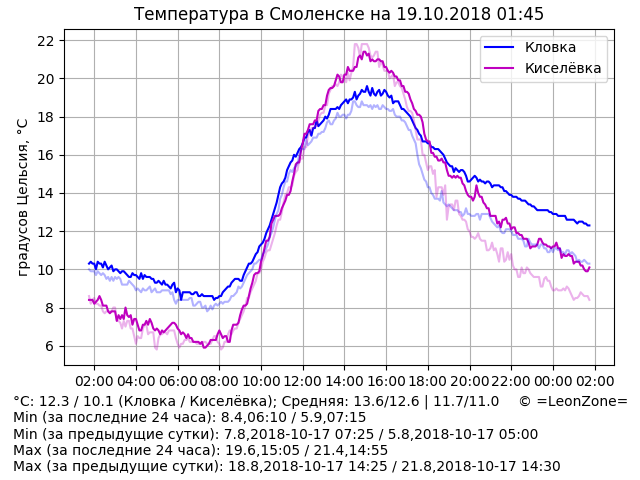 Температура в Смоленске на 19.10.2018 01:45
градусов Цельсия, °C
22
20
18
16
14
12
10
8
6
Кловка
Киселёвка
02:00 04:00 06:00 08:00 10:00 12:00 14:00 16:00 18:00 20:00 22:00 00:00 02:00
°C: 12.3 / 10.1 (Кловка / Киселёвка); Средняя: 13.6/12.6 | 11.7/11.0 © =LeonZone=
Min (за последние 24 часа): 8.4,06:10 / 5.9,07:15
Min (за предыдущие сутки): 7.8,2018-10-17 07:25 / 5.8,2018-10-17 05:00
Max (за последние 24 часа): 19.6,15:05 / 21.4,14:55
Max (за предыдущие сутки): 18.8,2018-10-17 14:25 / 21.8,2018-10-17 14:30